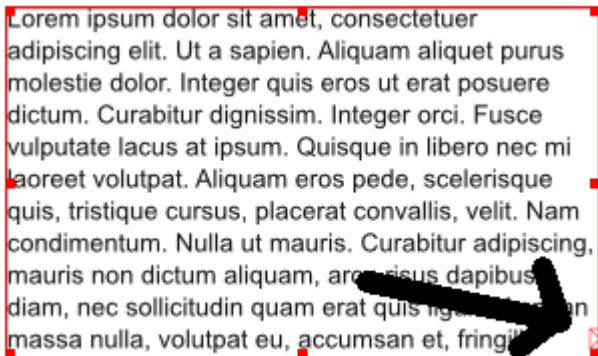 Lorem ipsum dolor sit amet, consectetuer
adipiscing elit. Ut a sapien. Aliquam aliquet purus
molestie dolor. Integer quis eros ut erat posuere
dictum. Curabitur dignissim. Integer orci. Fusce
vulputate lacus at ipsum. Quisque in libero nec mi
laoreet volutpat. Aliquam eros pede, scelerisque
quis, tristique cursus, placerat convallis, velit. Nam
condimentum. Nulla ut mauris. Curabitur adipiscing,
mauris non dictum aliquam, arcu risus dapibus
diam, nec sollicitudin quam erat quis
massa nulla, volutpat eu, accumsan et,